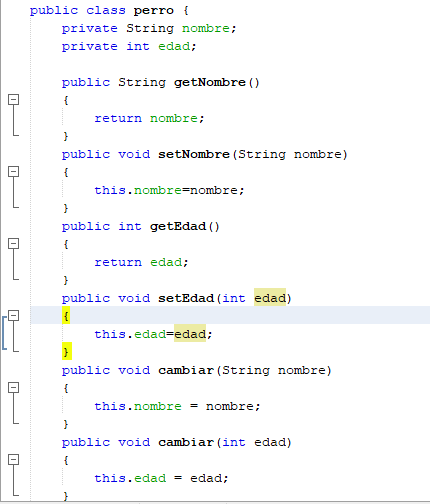 public class perro {
private String nombre;
private int edad;
public String getNombre()
{
return nombre;
}
public void setNombre(String nombre)
{
this.nombre=nombre;
}
public int getEdad()
{
return edad;
}
public void setEdad(int edad)
{
this.edad=edad;
}
public void cambiar(String nombre)
{
this.nombre = nombre;
}
public void cambiar(int edad)
{
this.edad = edad;
}